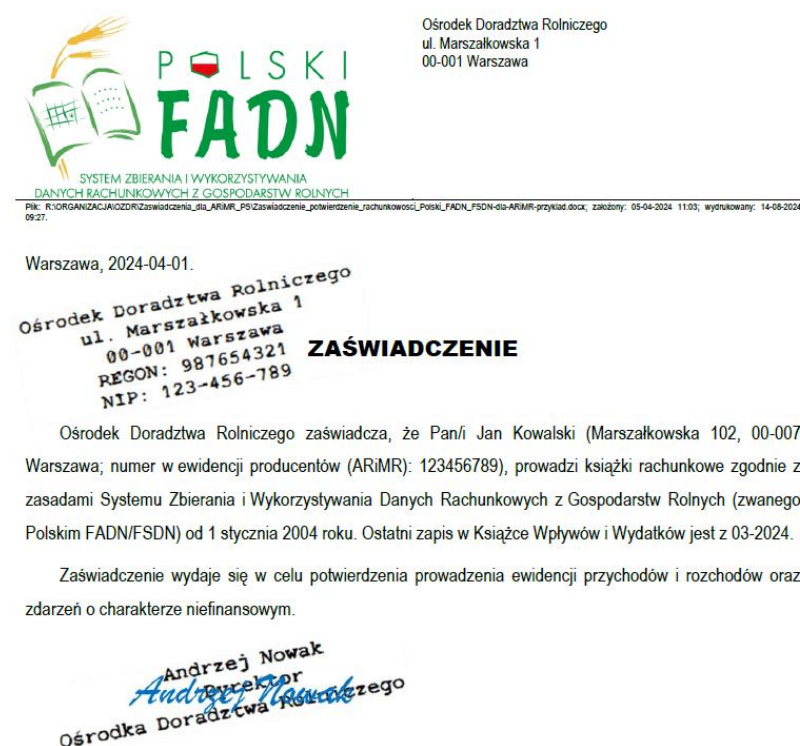 Ośrodek Doradztwa Rolniczego
ul. Marszałkowska 1
00-001 Warszawa
POLSKI
FADN
SYSTEM ZBIERANIA I WYKORZYSTYWANIA
DANYCH RACHUNKOWYCH Z GOSPODARSTW ROLNYCH
Plik: R:\ORGANIZACJA\OZDR\Zaswiadczenia_dla_ARiMR_PS\Zaswiadczenie_potwierdzenie_rachunkowosci_Polski_FADN_FSDN-dla-ARiMR-przyklad.docx; założony: 05-04-2024 11:03; wydrukowany: 14-08-2024
09:27.
Warszawa, 2024-04-01.
Ośrodek Doradztwa Rolniczego
ul. Marszałkowska 1
00-001 Warszawa
REGON: 987654321
NIP: 123-456-789
ZAŚWIADCZENIE
Ośrodek Doradztwa Rolniczego zaświadcza, że Pan/i Jan Kowalski (Marszałkowska 102, 00-007
Warszawa; numer w ewidencji producentów (ARiMR): 123456789), prowadzi książki rachunkowe zgodnie z
zasadami Systemu Zbierania i Wykorzystywania Danych Rachunkowych z Gospodarstw Rolnych (zwanego
Polskim FADN/FSDN) od 1 stycznia 2004 roku. Ostatni zapis w Książce Wpływów i Wydatków jest z 03-2024.
Zaświadczenie wydaje się w celu potwierdzenia prowadzenia ewidencji przychodów i rozchodów oraz
zdarzeń o charakterze niefinansowym.
Andrzej Nowak
Dyrektor
Andrzej Nowak
Ośrodka Doradztwa Rolniczego